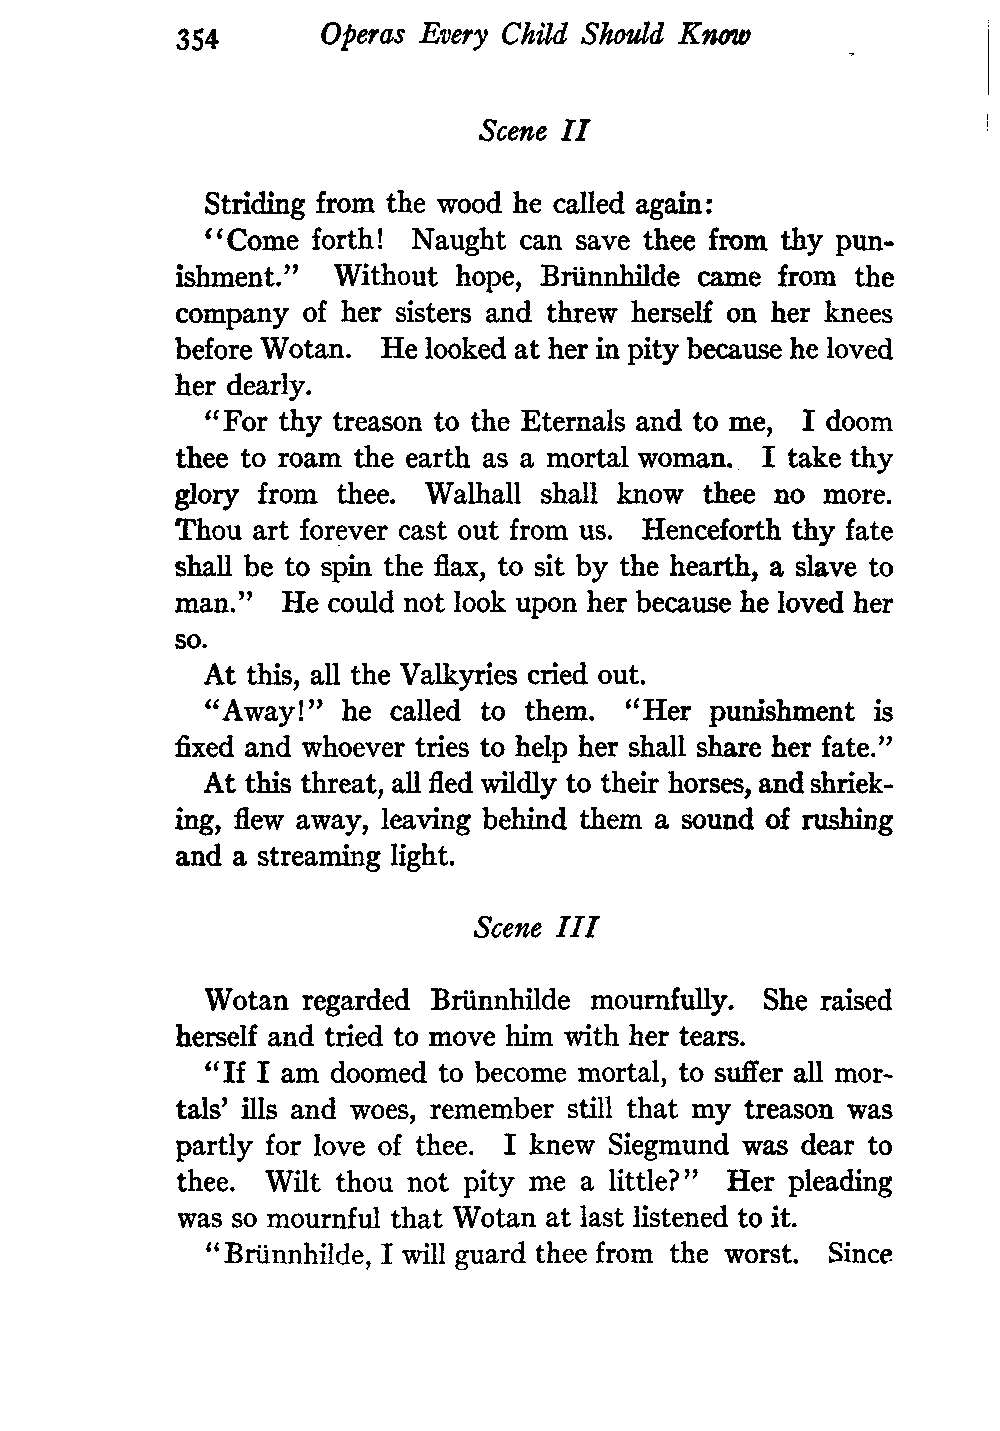 354 Operas Every Child Should Know
Scene II
Striding from the wood he called again:
"Come forth! Naught can save thee from thy pun-
ishment." Without hope, Brünnhilde came from the
company of her sisters and threw herself on her knees
before Wotan. He looked at her in pity because he loved
her dearly.
"For thy treason to the Eternals and to me, I doom
thee to roam the earth as a mortal woman. I take thy
glory from thee. Walhall shall know thee no more.
Thou art forever cast out from us. Henceforth thy fate
shall be to spin the flax, to sit by the hearth, a slave to
man." He could not look upon her because he loved her
so.
At this, all the Valkyries cried out.
"Away!" he called to them. "Her punishment is
fixed and whoever tries to help her shall share her fate."
At this threat, all fled wildly to their horses, and shriek-
ing, flew away, leaving behind them a sound of rushing
and a streaming light.
Scene III
Wotan regarded Brünnhilde mournfully. She raised
herself and tried to move him with her tears.
"If I am doomed to become mortal, to suffer all mor-
tals' ills and woes, remember still that my treason was
partly for love of thee. I knew Siegmund was dear to
thee. Wilt thou not pity me a little?" Her pleading
was so mournful that Wotan at last listened to it.
"Brünnhilde, I will guard thee from the worst. Since